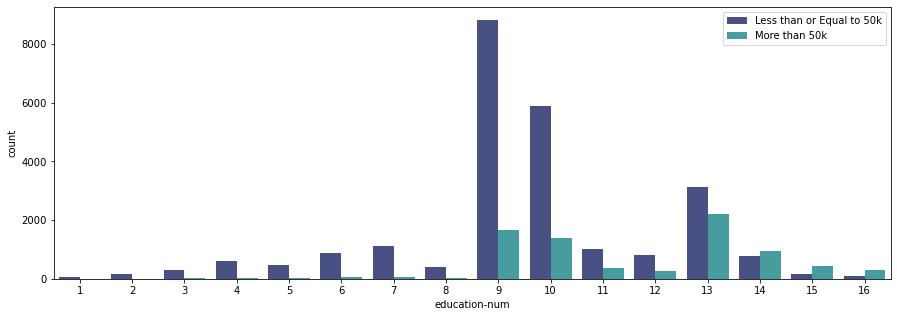 Less than or Equal to 50k
More than 50k
8000
6000
4000
2000
0
count
1 2 3 4 5 6 7 8 9 10 11 12 13 14 15 16
education-num